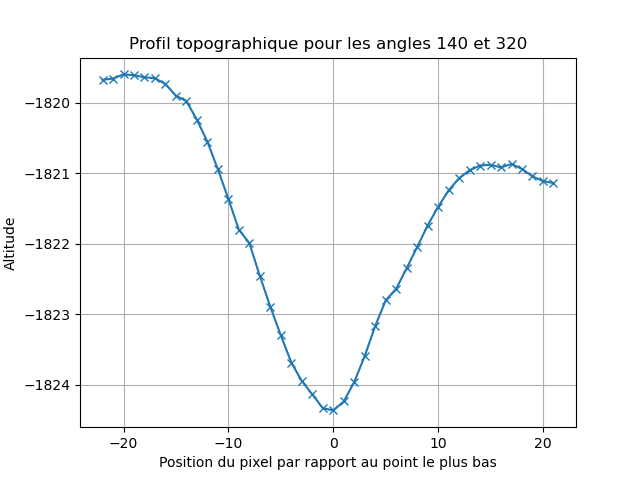 Profil topographique pour les angles 140 et 320
Altitude
−1820
−1821
−1822
−1823
−1824
−20 −10 0 10 20
Position du pixel par rapport au point le plus bas